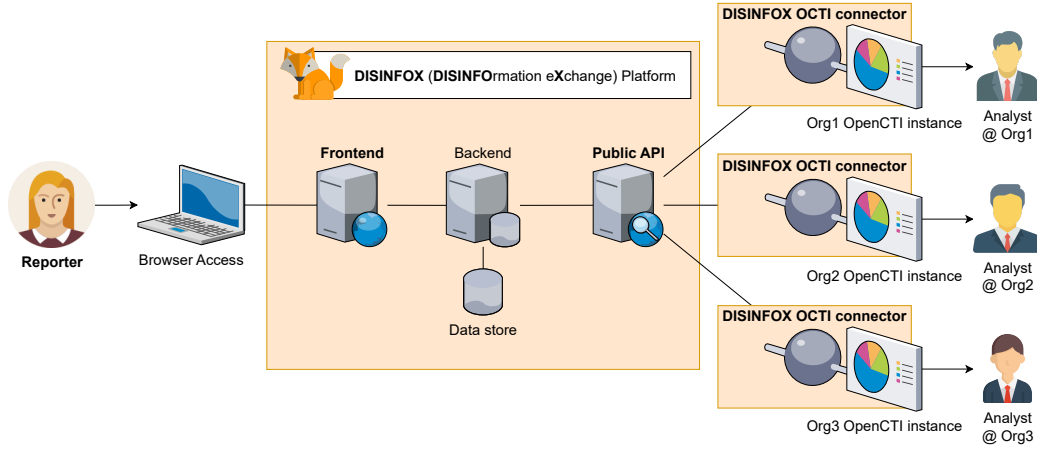 DISINFOX (DISINFOrmation eXchange) Platform
Reporter
Browser Access
Frontend
Backend
Data store
Public API
DISINFOX OCTI connector
Org1 OpenCTI instance
Analyst
@ Org1
DISINFOX OCTI connector
Org2 OpenCTI instance
Analyst
@ Org2
DISINFOX OCTI connector
Org3 OpenCTI instance
Analyst
@ Org3